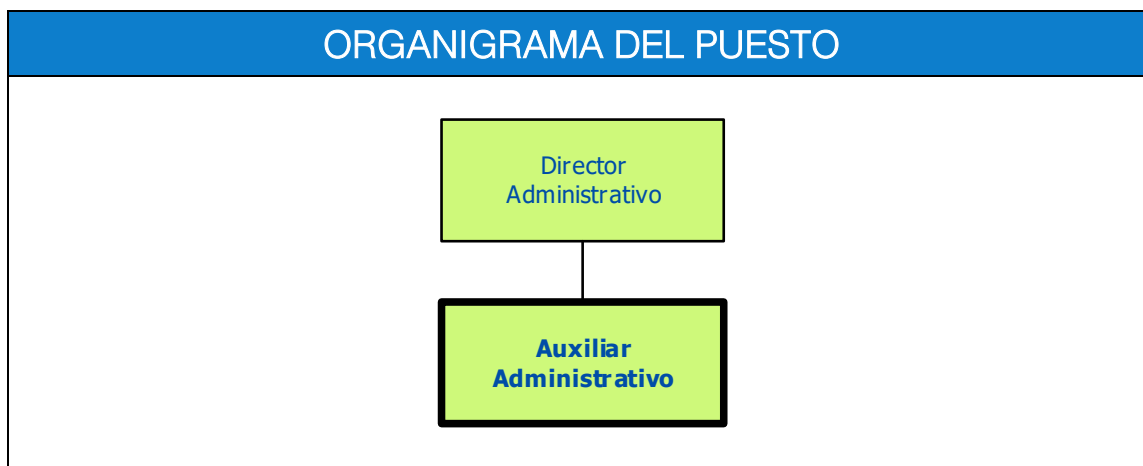 ORGANIGRAMA DEL PUESTO
Director
Administrativo
Auxiliar
Administrativo